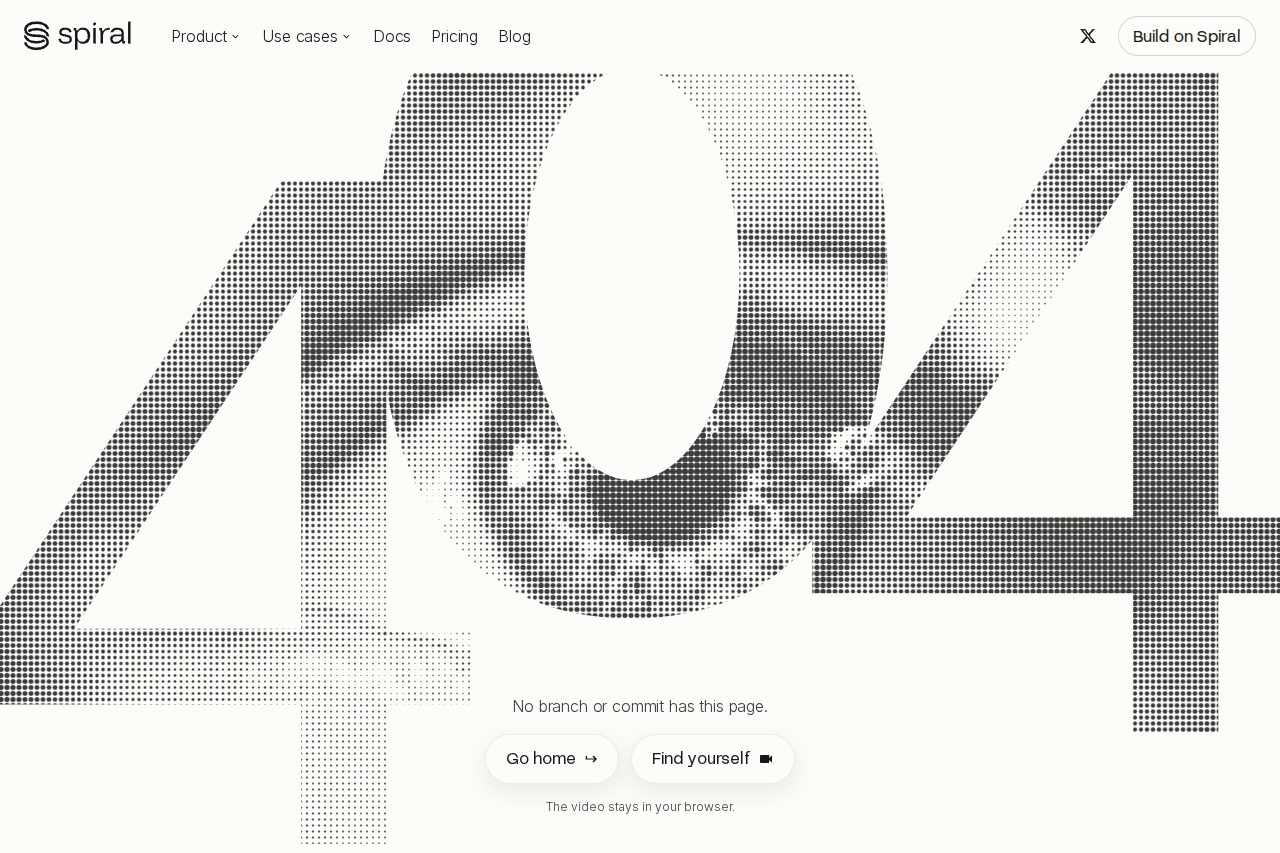 spiral
Product
Use cases
Docs
Pricing
Blog
Build on Spiral
404
No branch or commit has this page.
Go home
Find yourself
The video stays in your browser.